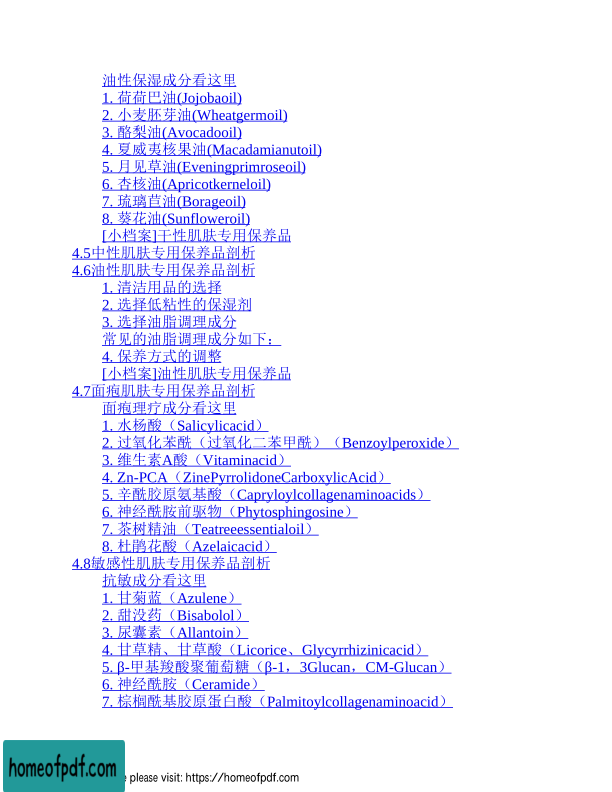 油性保湿成分看这里
1. 荷荷巴油(Jojobaoil)
2. 小麦胚芽油(Wheatgermoil)
3. 酪梨油(Avocadooil)
4. 夏威夷核果油(Macadamianutoil)
5. 月见草油(Eveningprimroseoil)
6. 杏核油(Apricotkerneloil)
7. 琉璃苣油(Borageoil)
8. 葵花油(Sunfloweroil)
[小档案]干性肌肤专用保养品
4.5中性肌肤专用保养品剖析
4.6油性肌肤专用保养品剖析
1. 清洁用品的选择
2. 选择低粘性的保湿剂
3. 选择油脂调理成分
常见的油脂调理成分如下：
4. 保养方式的调整
[小档案]油性肌肤专用保养品
4.7面疱肌肤专用保养品剖析
面疱理疗成分看这里
1. 水杨酸（Salicylicacid）
2. 过氧化苯酰（过氧化二苯甲酰）（Benzoylperoxide）
3. 维生素A酸（Vitaminacid）
4. Zn-PCA（ZinePyrrolidoneCarboxylicAcid）
5. 辛酰胶原氨基酸（Capryloylcollagenaminoacids）
6. 神经酰胺前驱物（Phytosphingosine）
7. 茶树精油（Teatreeessentialoil）
8. 杜鹃花酸（Azelaicacid）
4.8敏感性肌肤专用保养品剖析
抗敏成分看这里
1. 甘菊蓝（Azulene）
2. 甜没药（Bisabolol）
3. 尿囊素（Allantoin）
4. 甘草精、甘草酸（Licorice、Glycyrrhizinicacid）
5. β-甲基羧酸聚葡萄糖（β-1，3Glucan，CM-Glucan）
6. 神经酰胺（Ceramide）
7. 棕榈酰基胶原蛋白酸（Palmitoylcollagenaminoacid）
homeofpdf.com
please visit: https://homeofpdf.com